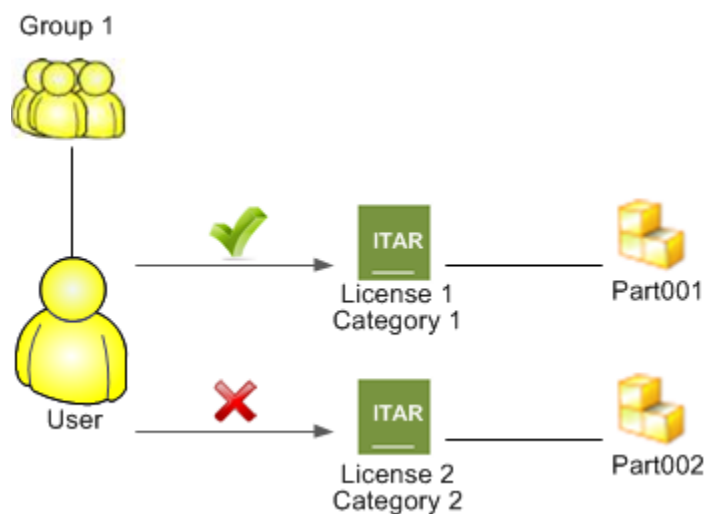 Group 1
User
ITAR
License 1
Category 1
Part001
ITAR
License 2
Category 2
Part002